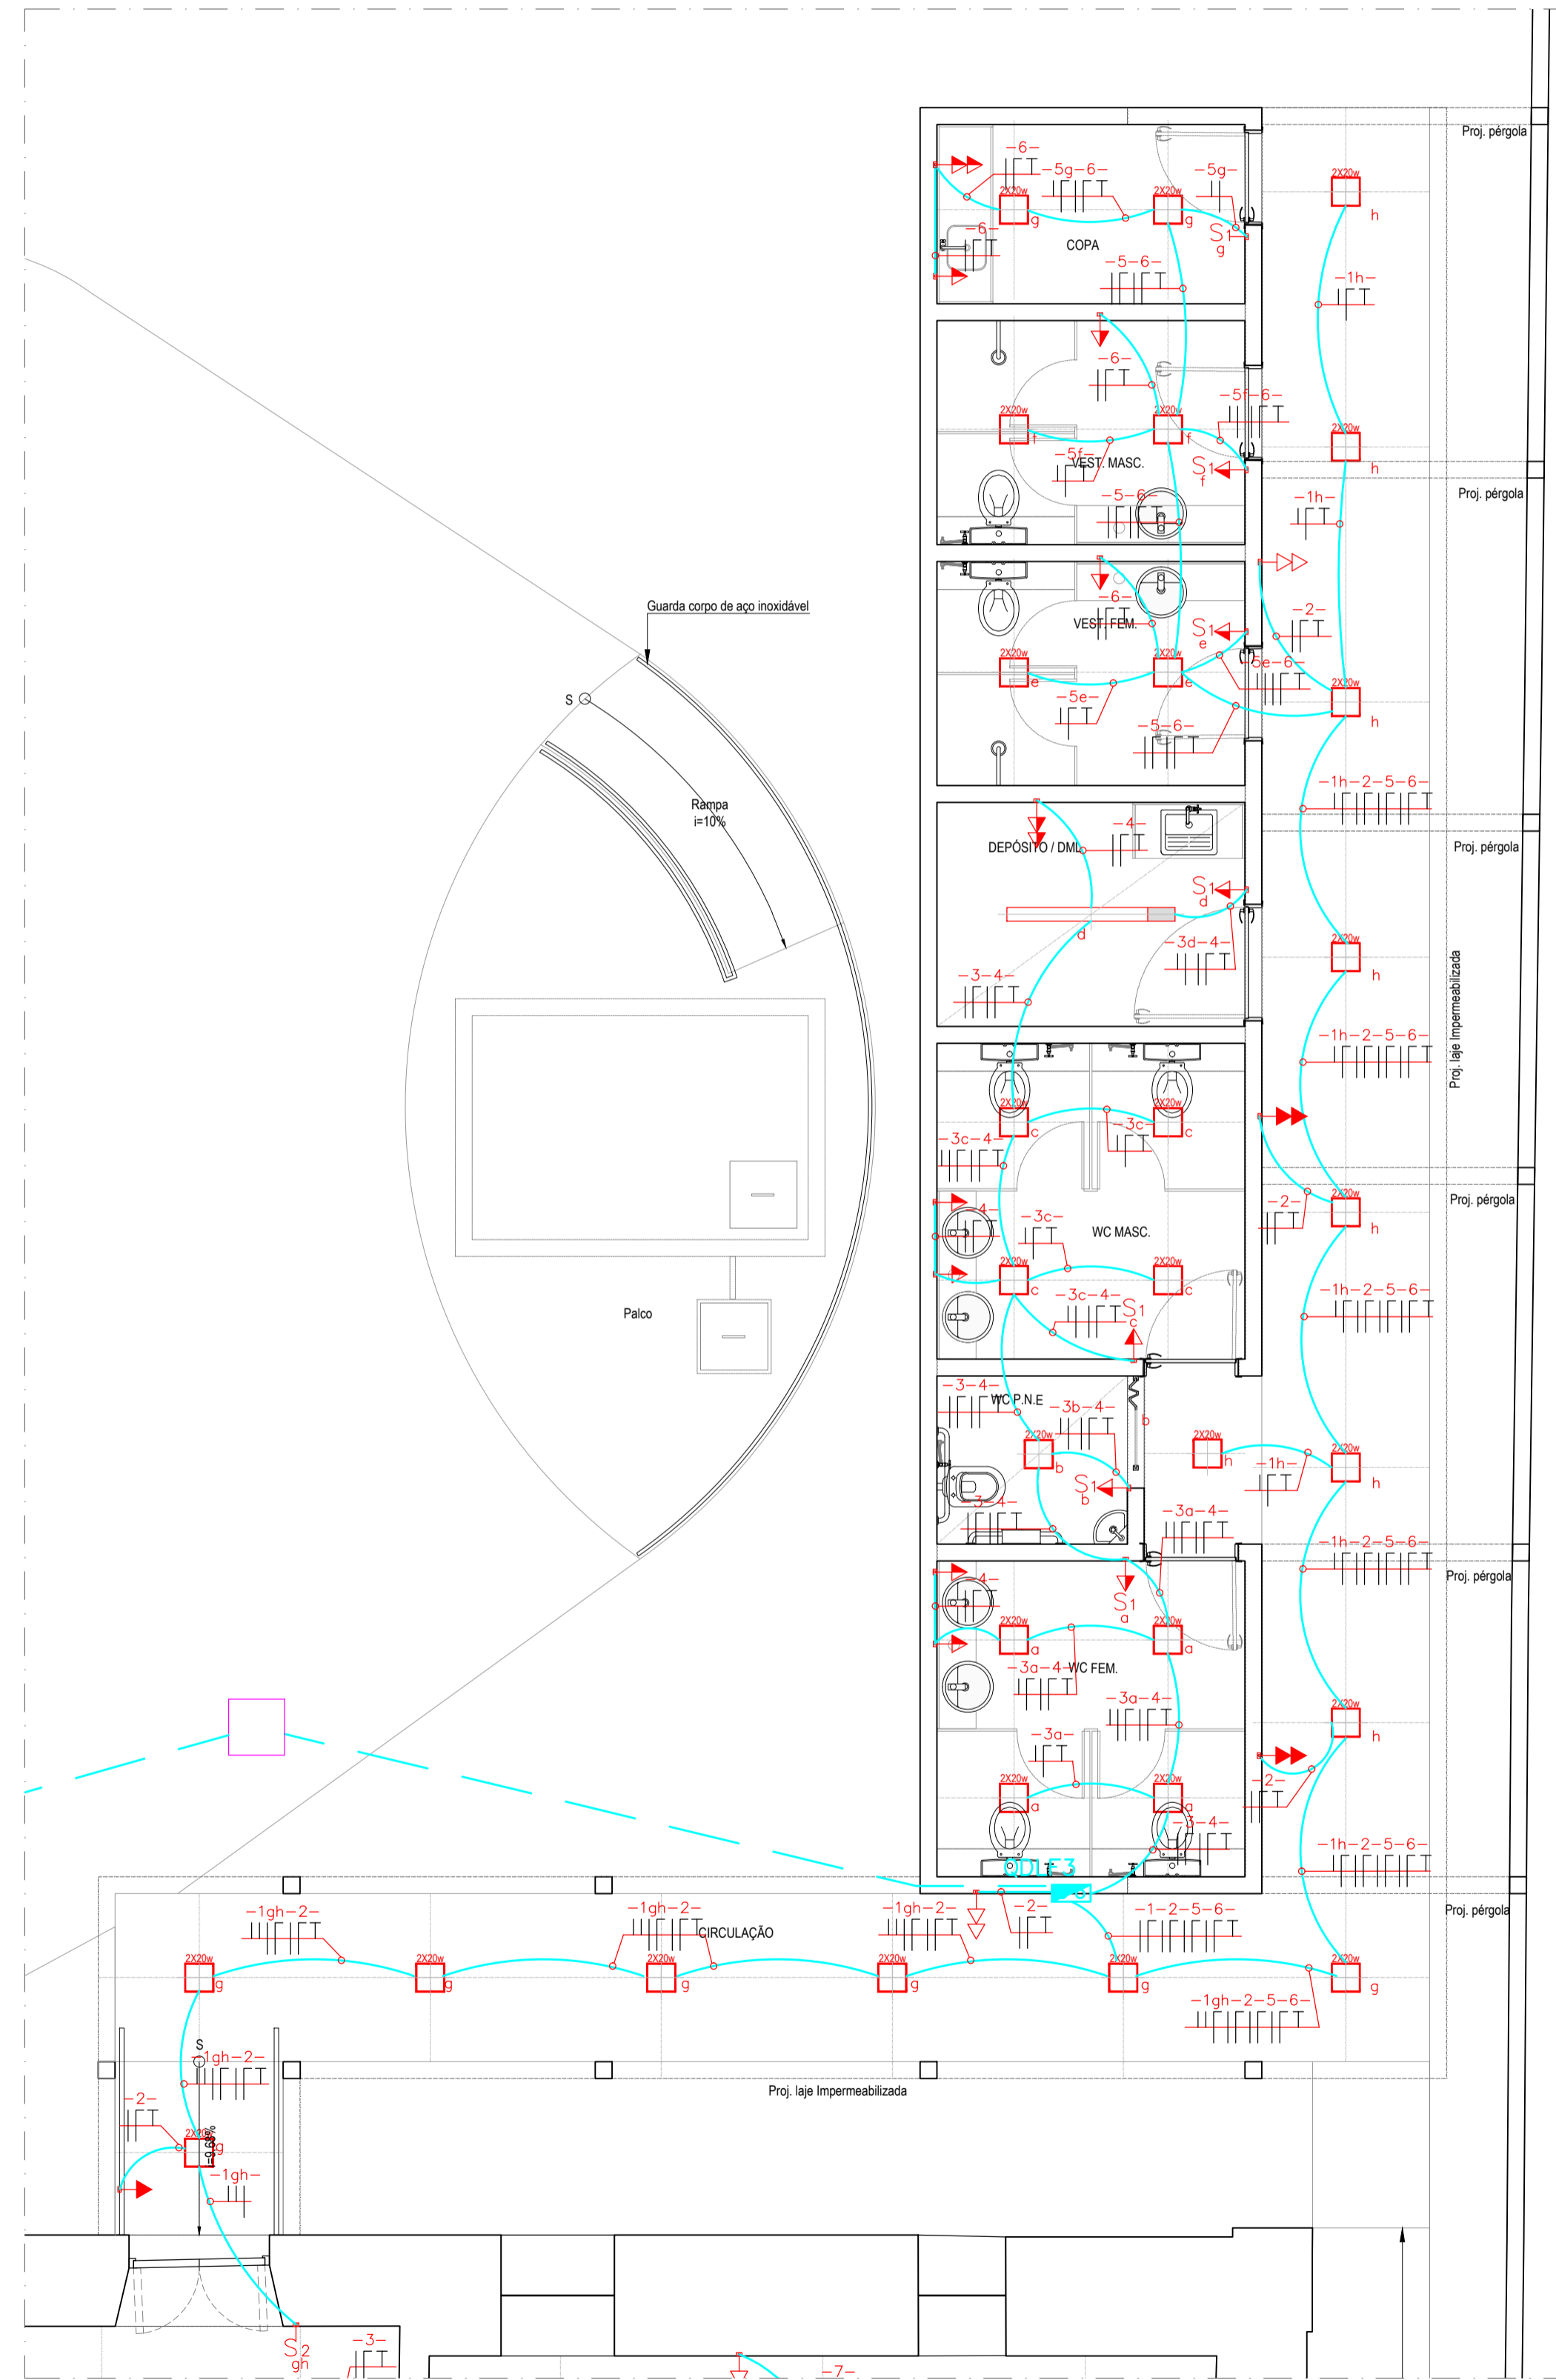 Proj. pérgola
-6-
-5g-6-
-5g-
2X20w
2X20w
2X20w
g
g
h
S1
g
COPA
-6-
-5-6-
-1h-
-6-
2X20w
2X20w
2X20w
f
f
h
-5f-6-
-5f-
VEST. MASC.
S1
f
-5-6-
Proj. pérgola
-1h-
Guarda corpo de aço inoxidável
-6-
-2-
VEST. FEM.
S1
e
2X20w
2X20w
2X20w
e
e
h
-5e-6-
-5e-
-5-6-
S
Rampa
i=10%
-1h-2-5-6-
-4-
DEPÓSITO / DML
Proj. pérgola
S1
d
d
-3d-4-
2X20w
h
-3-4-
Proj. laje Impermeabilizada
-1h-2-5-6-
2X20w
2X20w
c
c
-3c-
-3c-4-
-4-
-3c-
WC MASC.
-2-
2X20w
h
Proj. pérgola
c
c
-3c-4-
S1
c
-1h-2-5-6-
Palco
-3-4-
WC P.N.E
-3b-4-
b
2X20w
b
2X20w
h
2X20w
h
-1h-
S1
b
-3-4-
-3a-4-
-1h-2-5-6-
Proj. pérgola
-4-
S1
a
2X20w
2X20w
a
a
-3a-4-
WC FEM.
-3a-4-
-3a-
2X20w
h
-2-
2X20w
2X20w
a
a
-3-4-
-1h-2-5-6-
QDLF3
-1gh-2-
-1gh-2-
-1gh-2-
-2-
-1-2-5-6-
Proj. pérgola
CIRCULAÇÃO
2X20w
2X20w
2X20w
2X20w
2X20w
2X20w
g
g
g
g
g
g
-1gh-2-5-6-
S
-1gh-2-
Proj. laje Impermeabilizada
-2-
g
-1gh-
S2
gh
-3-
-7-